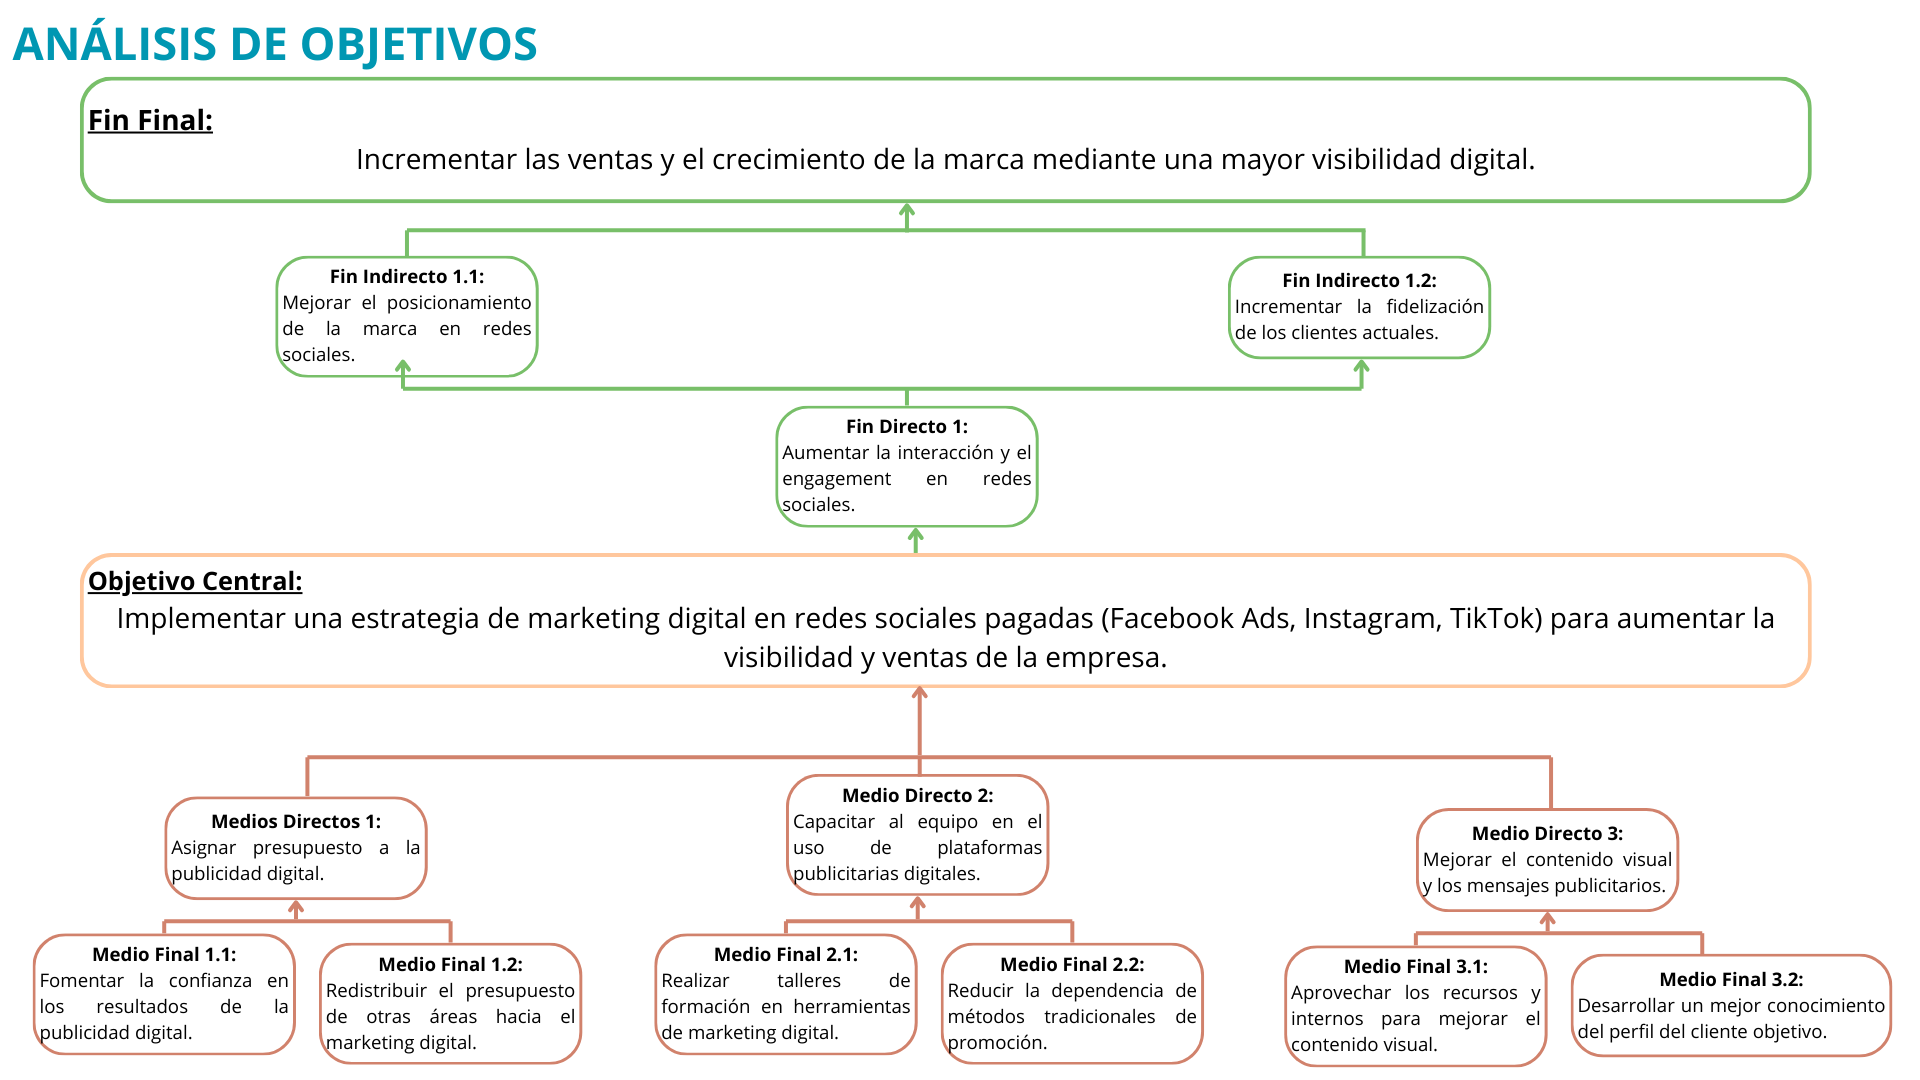 ANÁLISIS DE OBJETIVOS
Fin Final:
Incrementar las ventas y el crecimiento de la marca mediante una mayor visibilidad digital.
Fin Indirecto 1.1:
Mejorar el posicionamiento
de la marca en redes
sociales.
Fin Indirecto 1.2:
Incrementar la fidelización
de los clientes actuales.
Fin Directo 1:
Aumentar la interacción y el
engagement en redes
sociales.
Objetivo Central:
Implementar una estrategia de marketing digital en redes sociales pagadas (Facebook Ads, Instagram, TikTok) para aumentar la
visibilidad y ventas de la empresa.
Medios Directos 1:
Asignar presupuesto a la
publicidad digital.
Medio Directo 2:
Capacitar al equipo en el
uso de plataformas
publicitarias digitales.
Medio Directo 3:
Mejorar el contenido visual
y los mensajes publicitarios.
Medio Final 1.1:
Fomentar la confianza en
los resultados de la
publicidad digital.
Medio Final 1.2:
Redistribuir el presupuesto
de otras áreas hacia el
marketing digital.
Medio Final 2.1:
Realizar talleres de
formación en herramientas
de marketing digital.
Medio Final 2.2:
Reducir la dependencia de
métodos tradicionales de
promoción.
Medio Final 3.1:
Aprovechar los recursos y
internos para mejorar el
contenido visual.
Medio Final 3.2:
Desarrollar un mejor conocimiento
del perfil del cliente objetivo.